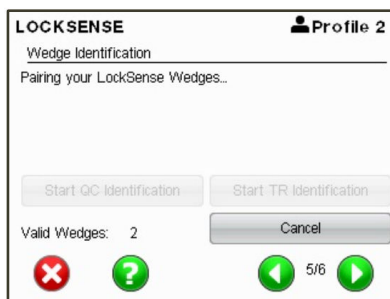 LOCKSENSE Profile 2
Wedge Identification
Pairing your LockSense Wedges...
Start QC Identification Start TR Identification
Valid Wedges: 2 Cancel
? 5/6